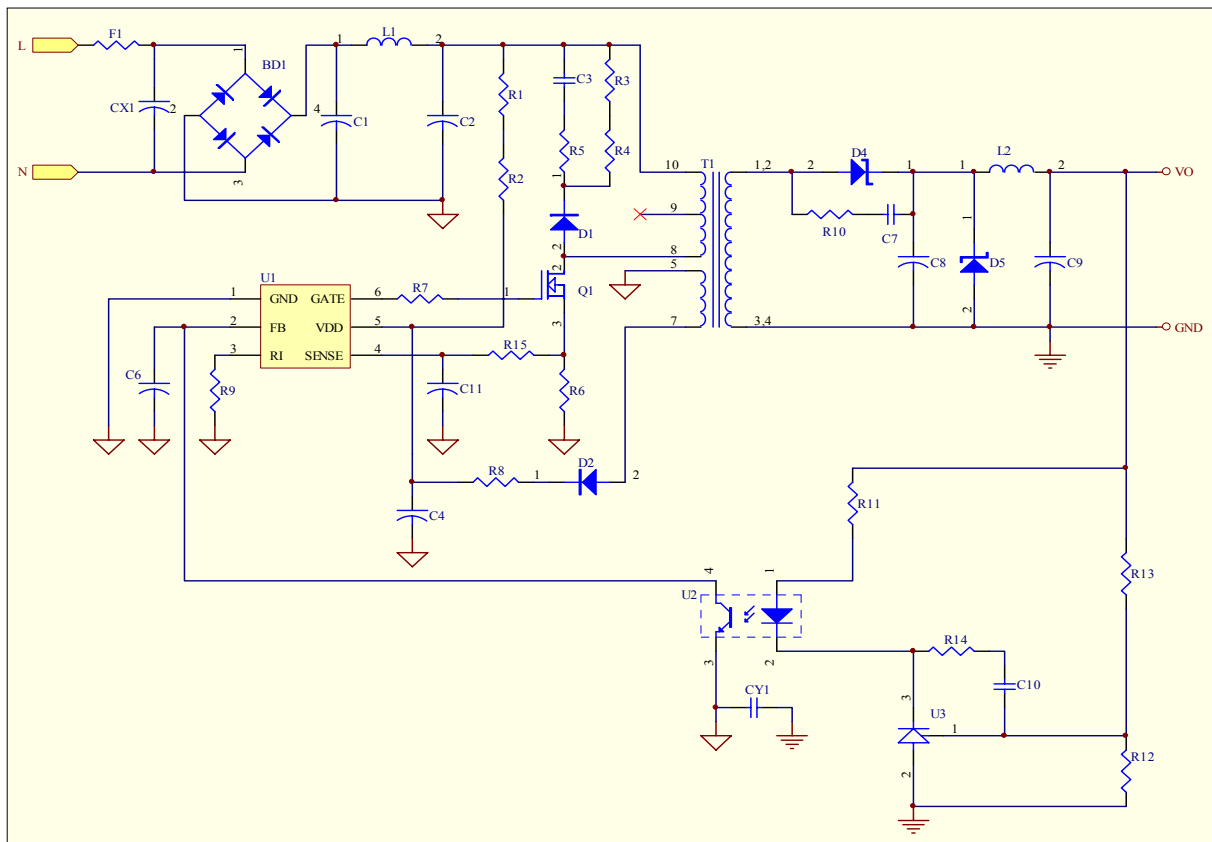 F1
L
1
BD1
1
L1
2
CX1
2
4
C1
C2
R1
C3
R3
R5
R4
R2
3
1
N
D1
2
10
T1
1,2
2
D4
1
1
L2
2
VO
9
R10
C7
1
8
5
C8
D5
C9
2
7
3,4
GND
U1
1
GND
GATE
6
R7
1
2
Q1
3
2
FB
VDD
5
3
RI
SENSE
4
R15
C6
R9
C11
R6
R8
1
D2
2
C4
R11
R13
4
1
U2
3
2
R14
C10
CY1
3
U3
1
2
R12